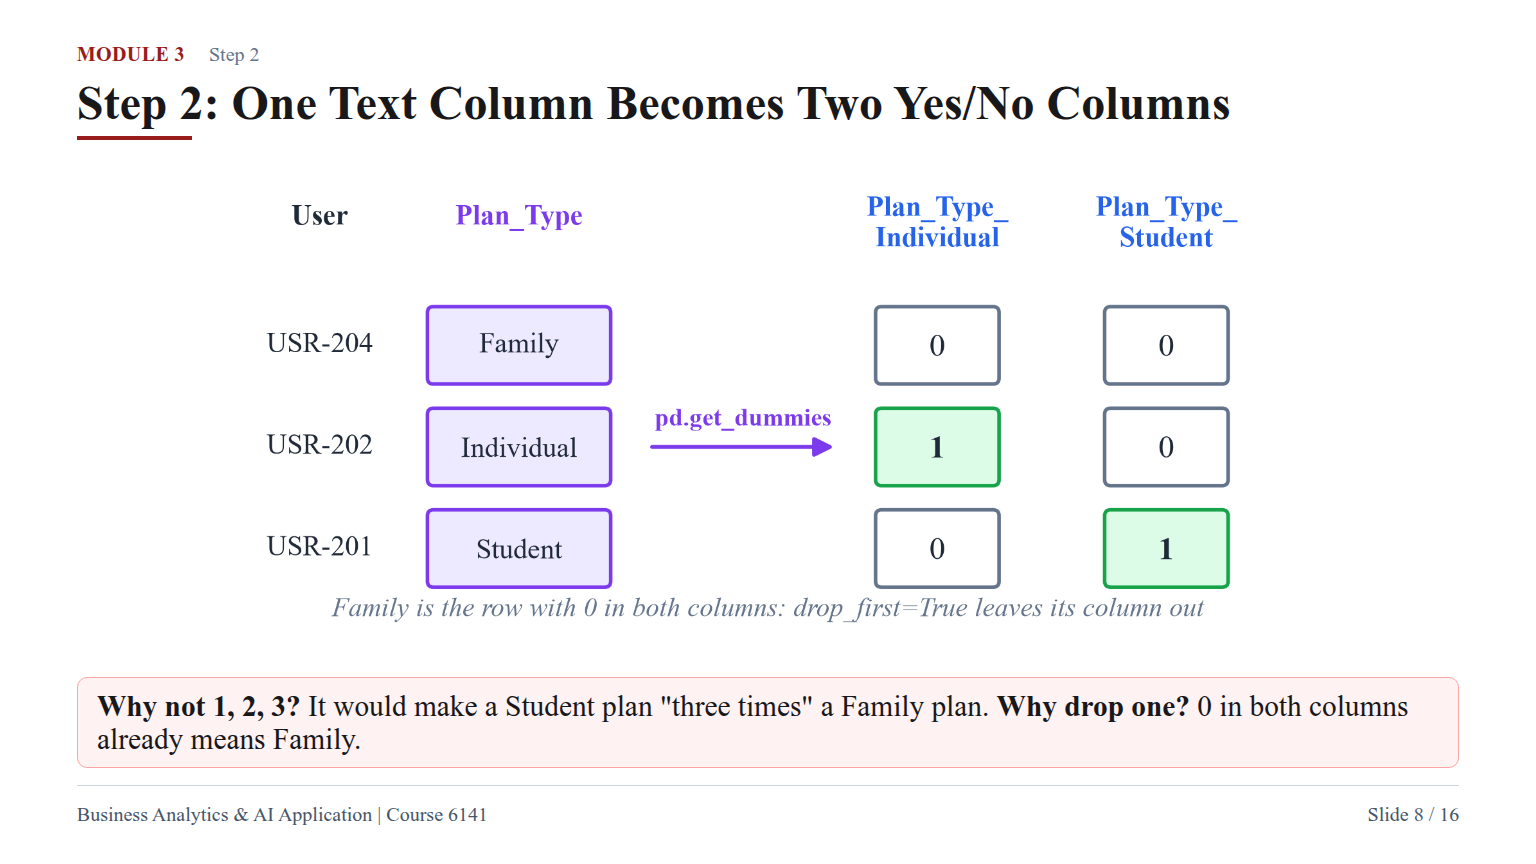 MODULE 3 Step 2
Step 2: One Text Column Becomes Two Yes/No Columns
User Plan_Type Plan_Type_ Plan_Type_
Individual Student
USR-204 Family 0 0
pd.get_dummies
USR-202 Individual 1 0
USR-201 Student 0 1
Family is the row with 0 in both columns: drop_first=True leaves its column out
Why not 1, 2, 3? It would make a Student plan "three times" a Family plan. Why drop one? 0 in both columns
already means Family.
Business Analytics & AI Application | Course 6141 Slide 8 / 16